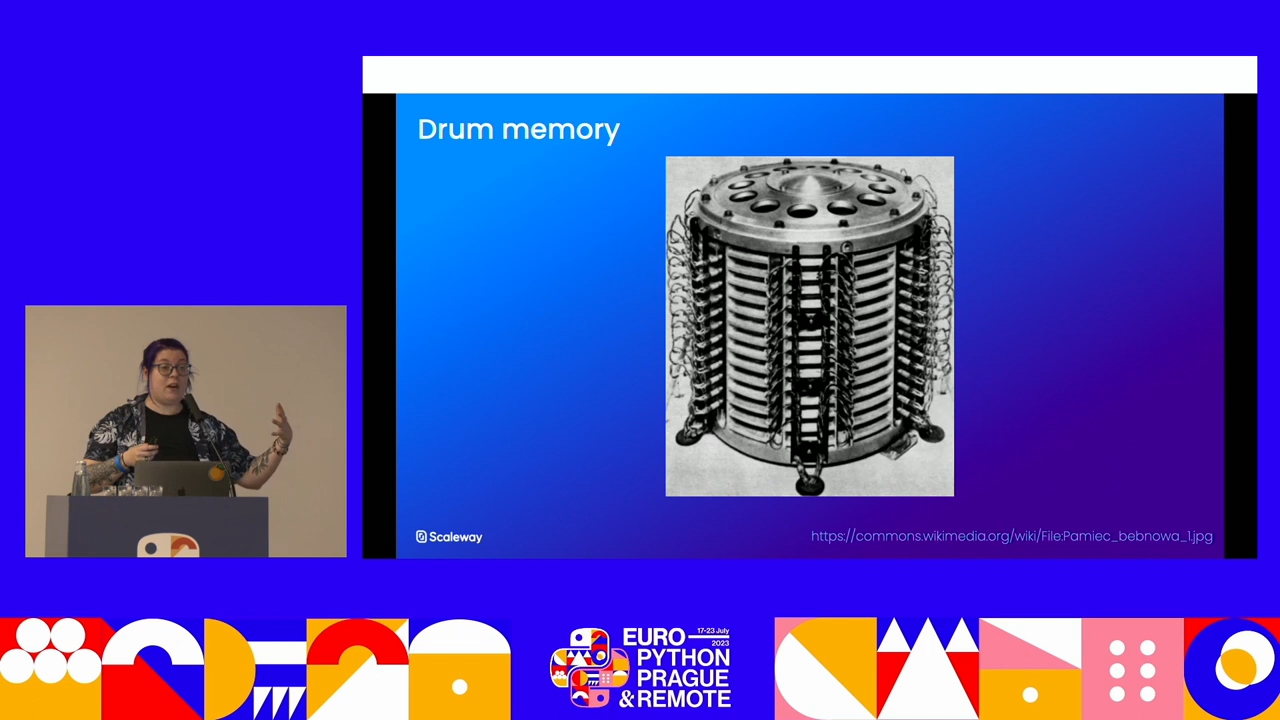 Drum memory
Scaleway
https://commons.wikimedia.org/wiki/File:Pamiec_bebnowa_1.jpg
EURO
17-23 July
2023
PYTHON
PRAGUE
& REMOTE